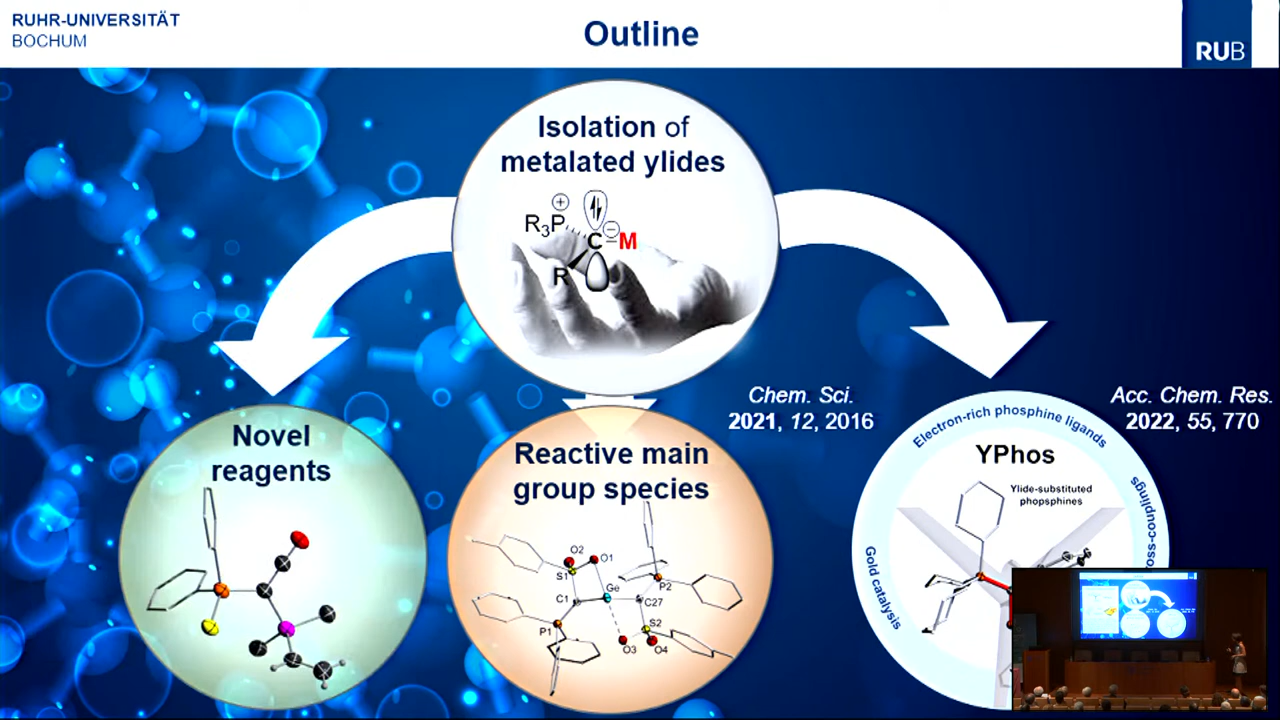 RUHR-UNIVERSITÄT
BOCHUM
Outline
RUB
Isolation of
metalated ylides
R3P
+
C
−
M
R
Novel
reagents
Reactive main
group species
O2
O1
S1
Ge
P2
C1
C27
P1
S2
O3
O4
Chem. Sci.
2021, 12, 2016
Acc. Chem. Res.
2022, 55, 770
Electron-rich phosphine ligands
YPhos
Ylide-substituted
phopsphines
Gold catalysis
oss-couplings